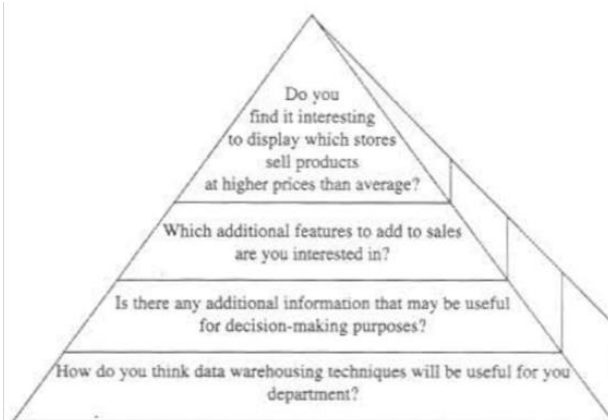 Do you
find it interesting
to display which stores
sell products
at higher prices than average?
Which additional features to add to sales
are you interested in?
Is there any additional information that may be useful
for decision-making purposes?
How do you think data warehousing techniques will be useful for you
department?